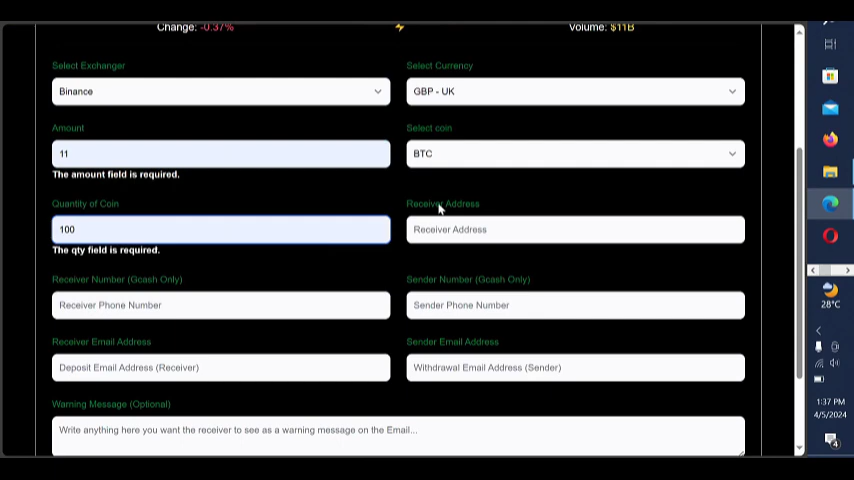 Change: -0.37%
Volume: $11B
Select Exchanger
Select Currency
Binance
GBP - UK
Amount
Select coin
11
BTC
The amount field is required.
Quantity of Coin
Receiver Address
100
Receiver Address
The qty field is required.
Receiver Number (Gcash Only)
Sender Number (Gcash Only)
Receiver Phone Number
Sender Phone Number
Receiver Email Address
Sender Email Address
Deposit Email Address (Receiver)
Withdrawal Email Address (Sender)
Warning Message (Optional)
Write anything here you want the receiver to see as a warning message on the Email...
28°C
1:37 PM
4/5/2024
4